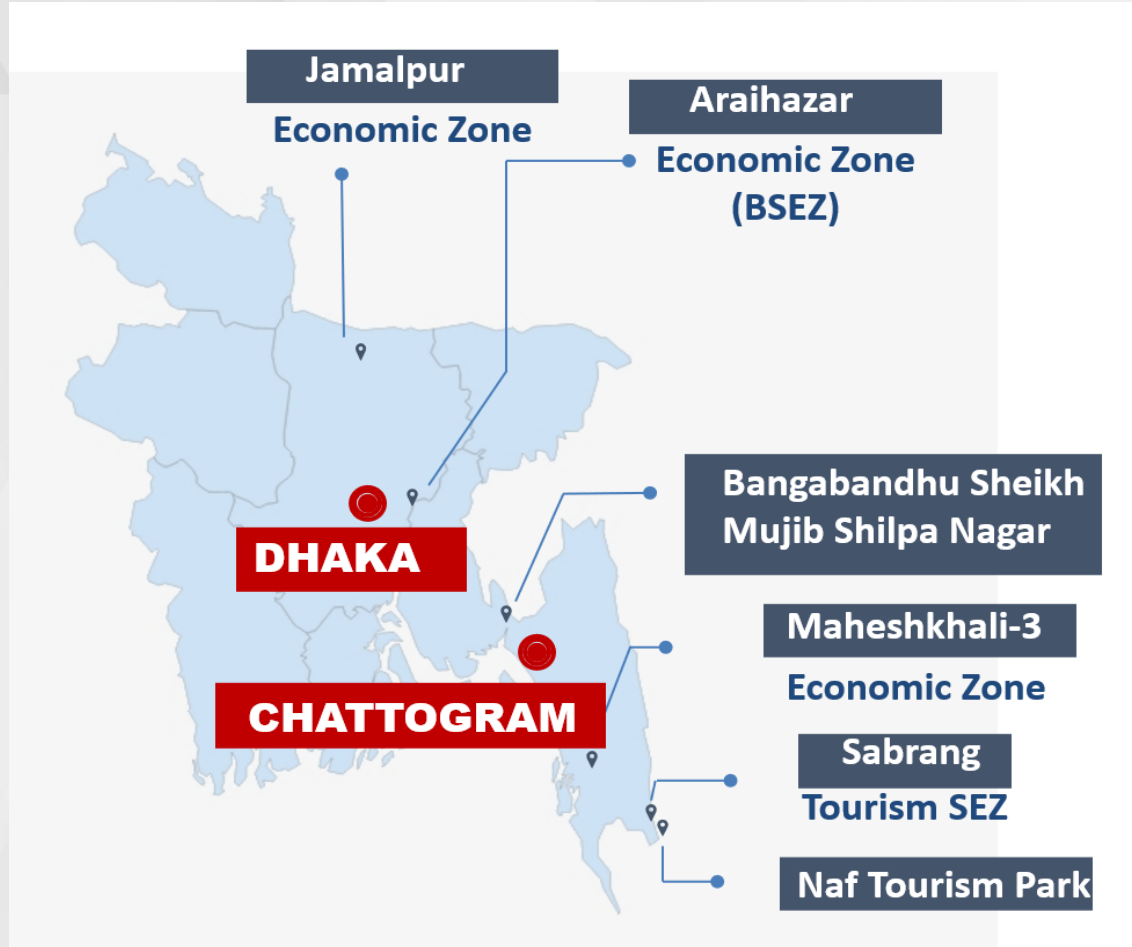 Jamalpur
Economic Zone
Araihazar
Economic Zone
(BSEZ)
DHAKA
Bangabandhu Sheikh
Mujib Shilpa Nagar
Maheshkhali-3
Economic Zone
CHATTOGRAM
Sabrang
Tourism SEZ
Naf Tourism Park